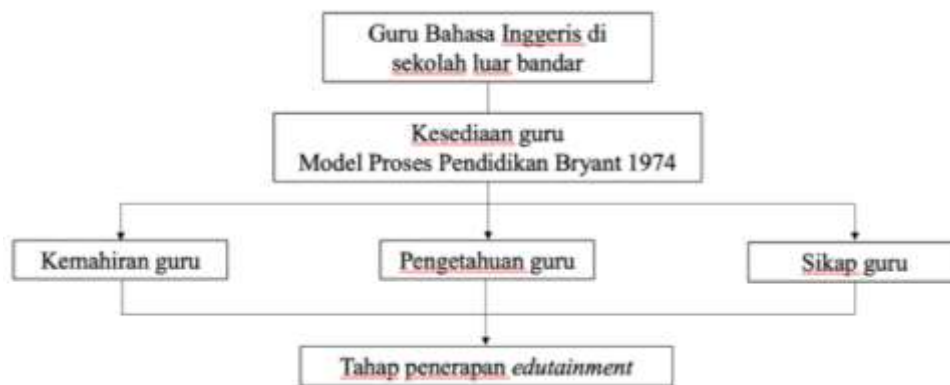 Guru Bahasa Inggeris di
sekolah luar bandar
Kesediaan guru
Model Proses Pendidikan Bryant 1974
Kemahiran guru
Pengetahuan guru
Sikap guru
Tahap penerapan edutainment